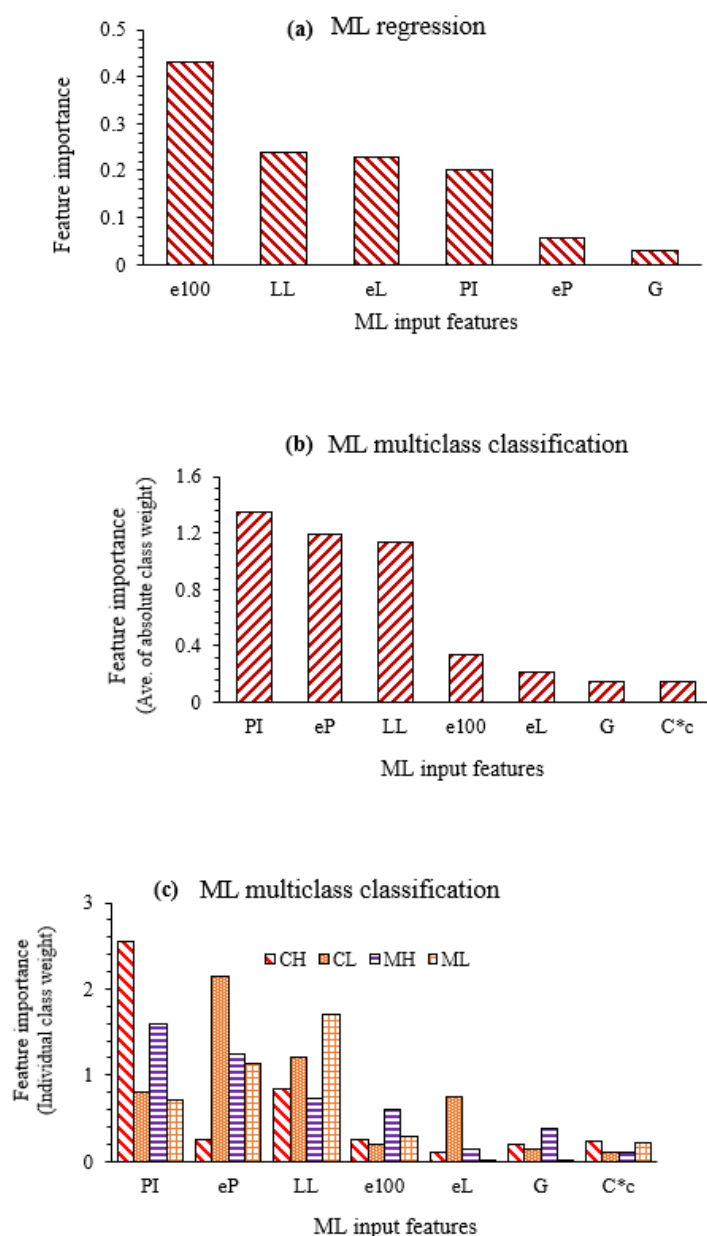 (a) ML regression
Feature importance
0.5
0.4
0.3
0.2
0.1
0
e100 LL eL PI eP G
ML input features
(b) ML multiclass classification
Feature importance
(Ave. of absolute class weight)
1.6
1.2
0.8
0.4
0
PI eP LL e100 eL G C*c
ML input features
(c) ML multiclass classification
Feature importance
(Individual class weight)
3
2
1
0
CH CL MH ML
PI eP LL e100 eL G C*c
ML input features